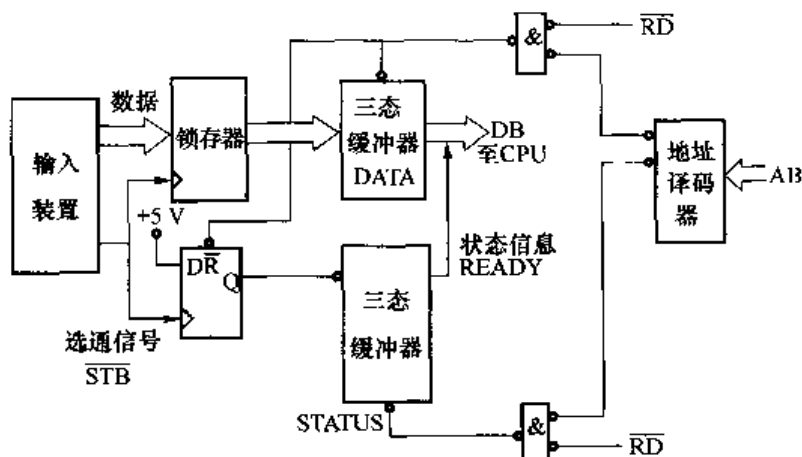 &
RD
数据
三态
缓冲器
DATA
DB
至CPU
锁存器
输入
装置
地址
译码
器
AB
+5 V
DR
Q
状态信息
READY
三态
缓冲器
选通信号
STB
STATUS
&
RD